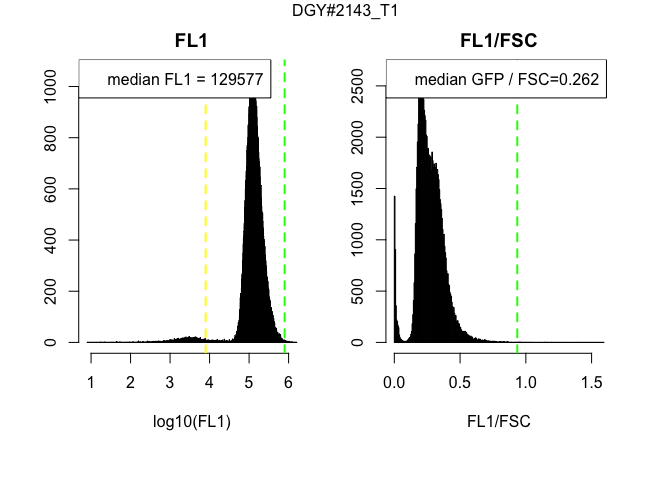 DGY#2143_T1
FL1
FL1/FSC
median FL1 = 129577
median GFP / FSC=0.262
0
200
400
600
800
1000
0
500
1000
1500
2000
2500
1 2 3 4 5 6
0.0 0.5 1.0 1.5
log10(FL1)
FL1/FSC